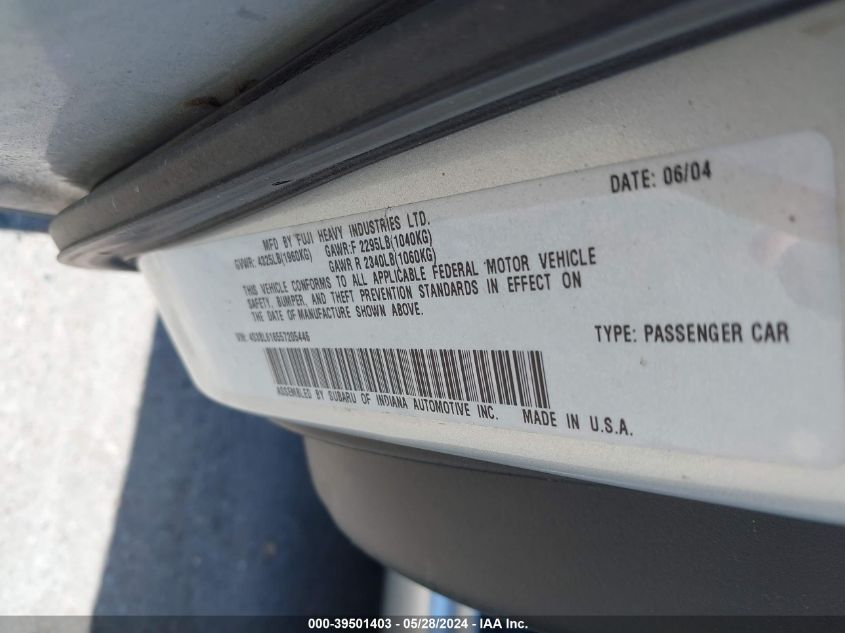 DATE: 06/04
MFD BY FUJI HEAVY INDUSTRIES LTD.
GVWR: 4325LB(1960KG) GAWR:F 2295LB(1040KG)
GAWR R 2340LB(1060KG)
THIS VEHICLE CONFORMS TO ALL APPLICABLE FEDERAL MOTOR VEHICLE
SAFETY, BUMPER, AND THEFT PREVENTION STANDARDS IN EFFECT ON
THE DATE OF MANUFACTURE SHOWN ABOVE.
VIN:
TYPE: PASSENGER CAR
ASSEMBLED BY SUBARU OF INDIANA AUTOMOTIVE INC. MADE IN U.S.A.
000-39501403 - 05/28/2024 - IAA Inc.